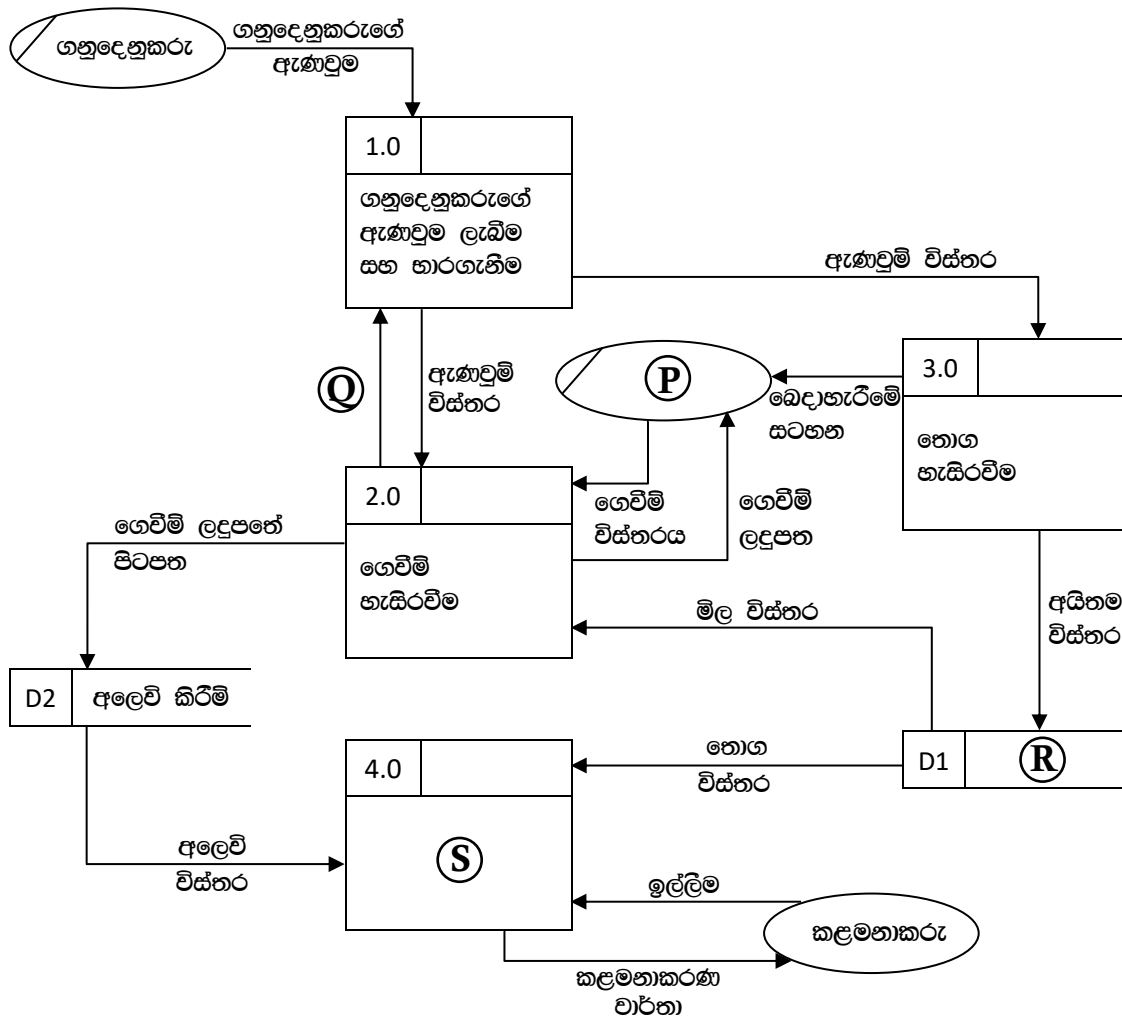 ගනුදෙනුකරු
ගනුදෙනුකරුගේ
ඇණවුම
1.0
ගනුදෙනුකරුගේ
ඇණවුම ලැබීම
සහ භාරගැනීම
ඇණවුම් විස්තර
3.0
තොග
හැසිරවීම
P
බෙදාහැරීමේ
සටහන
Q
ඇණවුම්
විස්තර
2.0
ගෙවීම්
හැසිරවීම
ගෙවීම්
විස්තරය
ගෙවීම්
ලදුපත
ගෙවීම් ලදුපතේ
පිටපත
මිල විස්තර
අයිතම
විස්තර
D2 අලෙවි කිරීම්
D1 R
තොග
විස්තර
4.0
S
අලෙවි
විස්තර
ඉල්ලීම
කළමනාකරු
කළමනාකරණ
වාර්තා